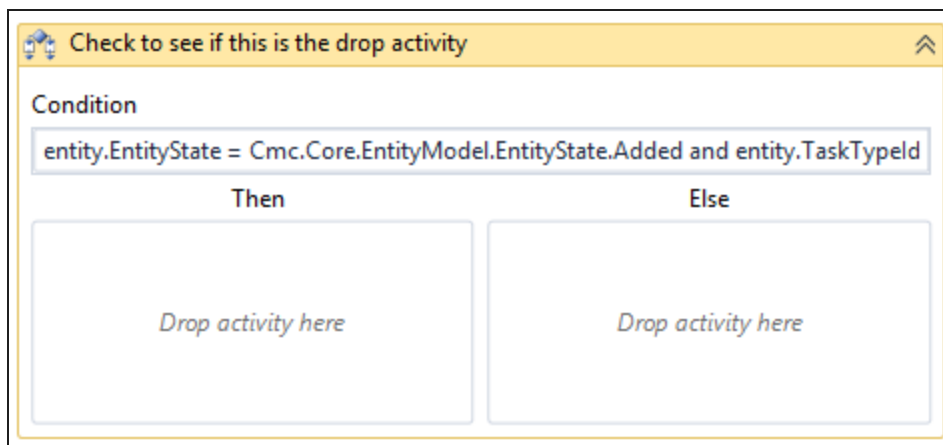 Check to see if this is the drop activity
Condition
entity.EntityState = Cmc.Core.EntityModel.EntityState.Added and entity.TaskTypeId
Then
Else
Drop activity here
Drop activity here